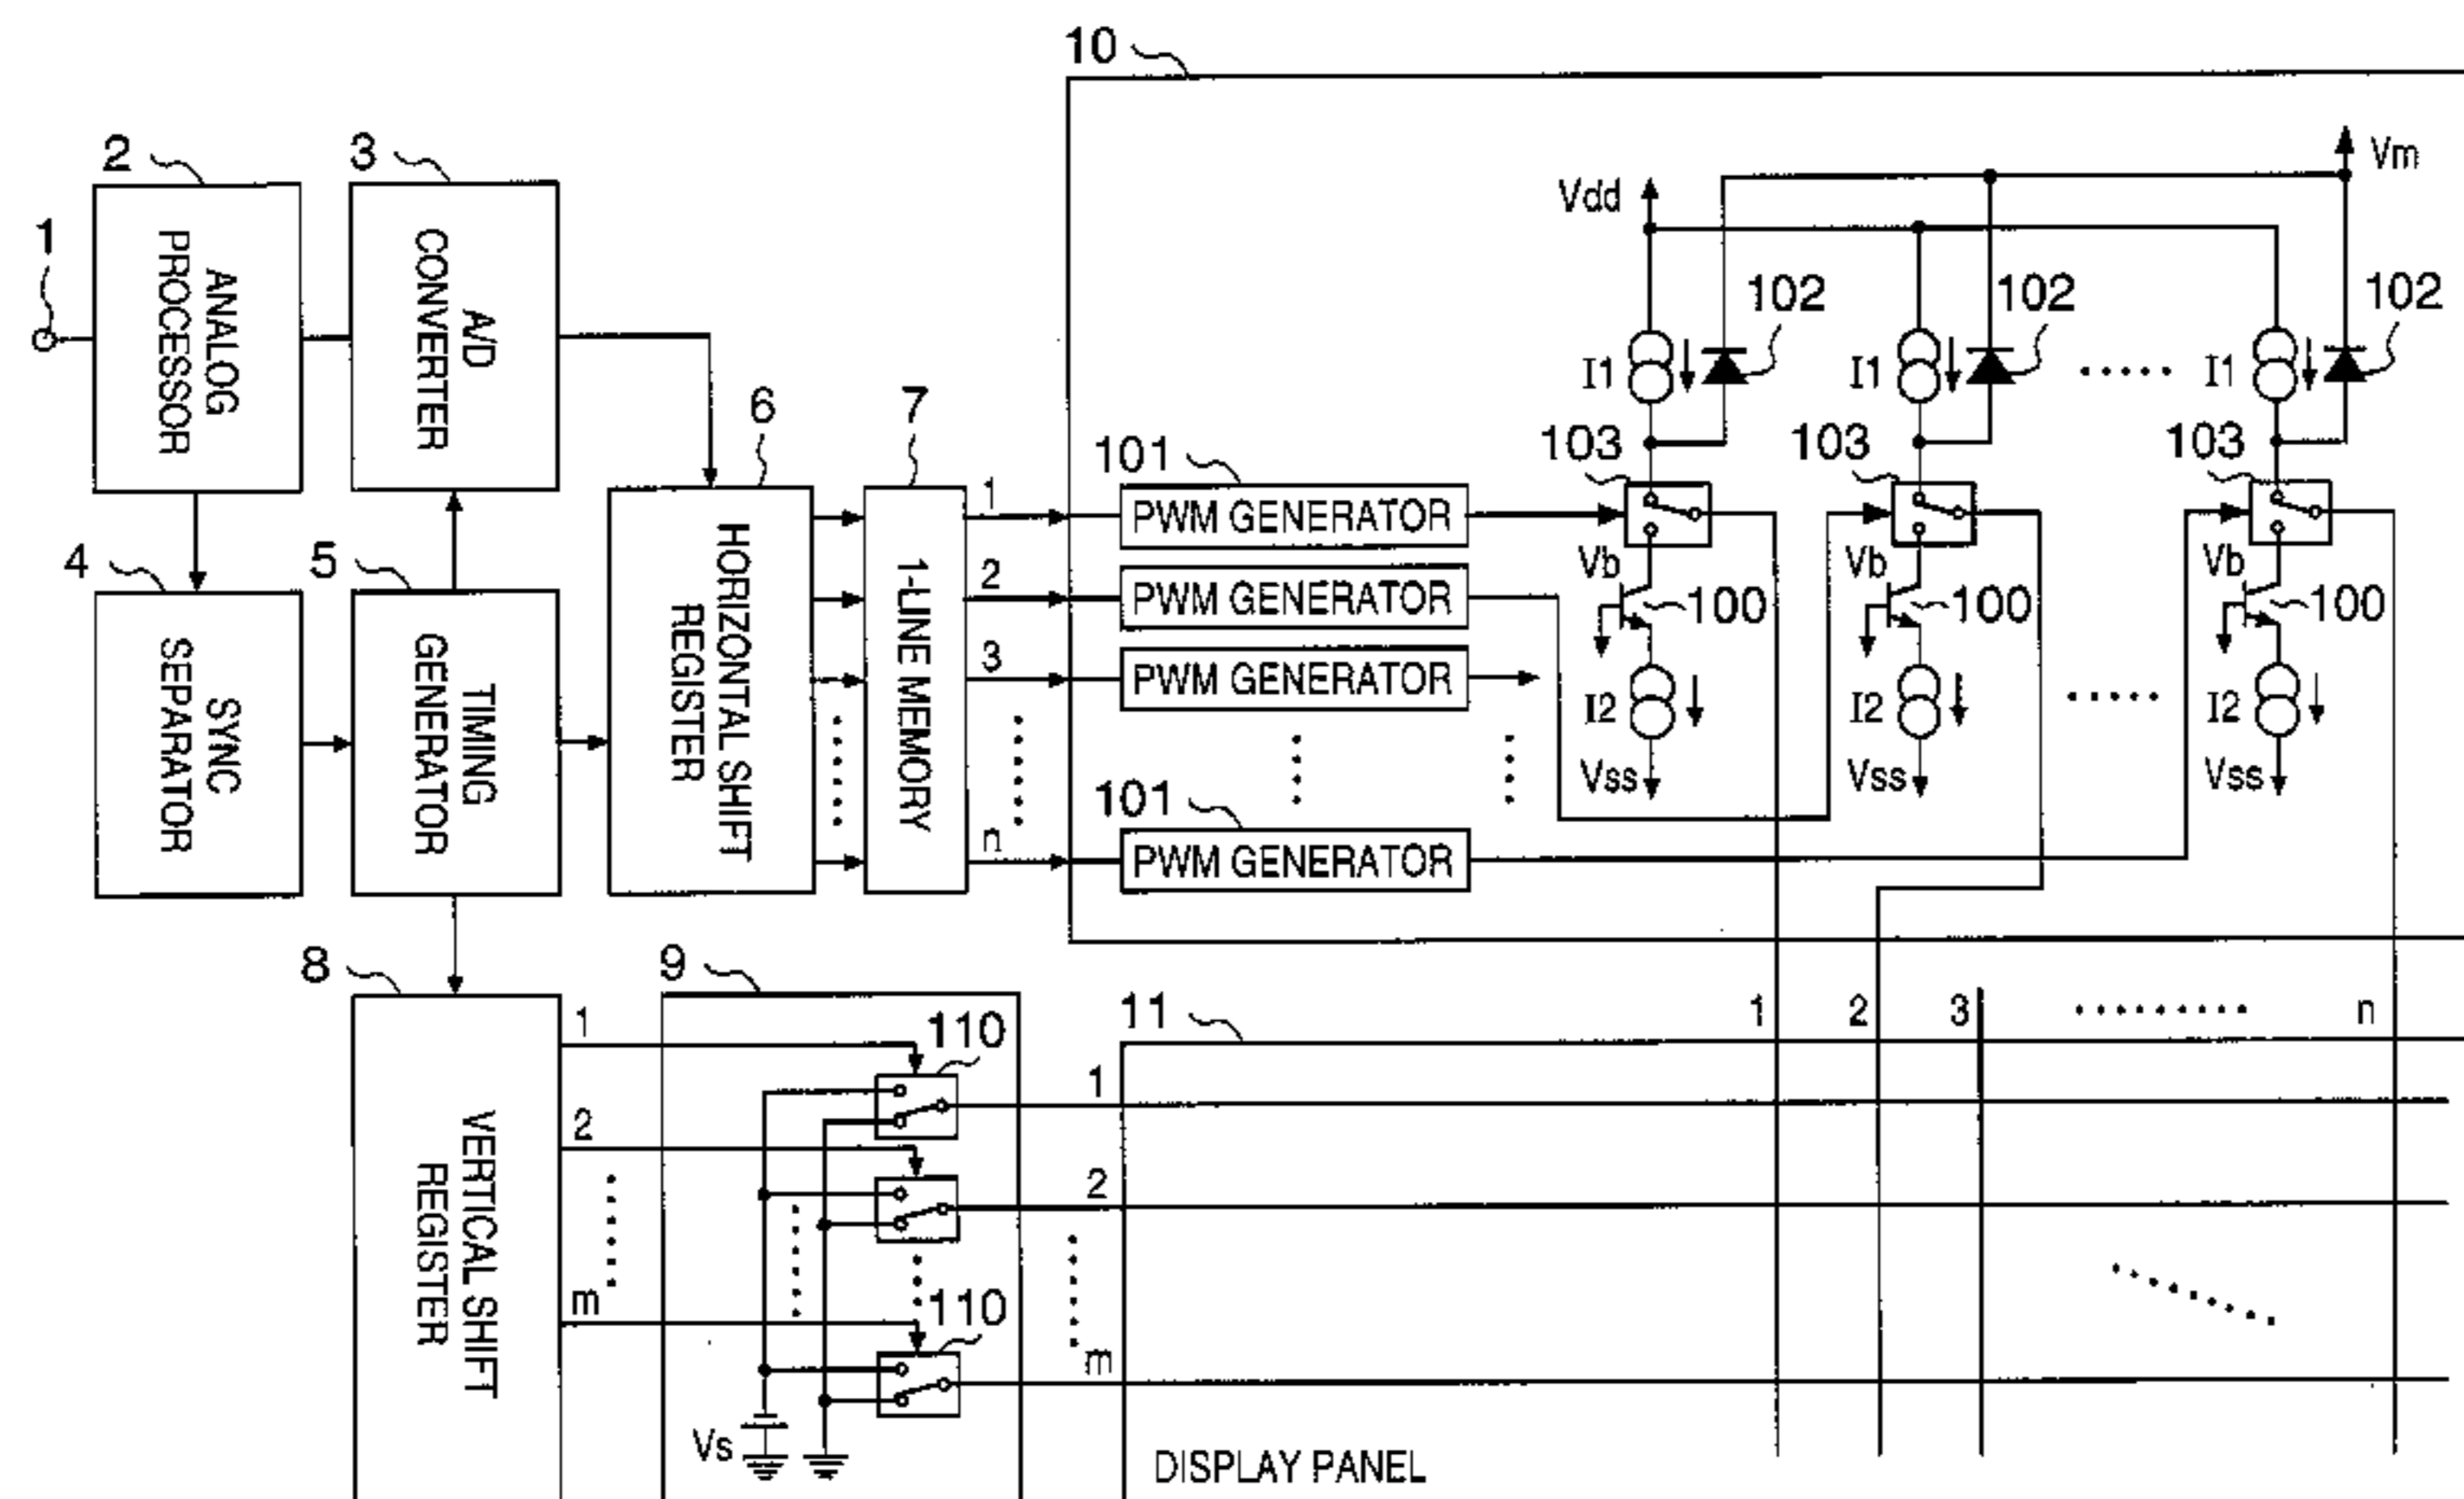 10
2
3
Vm
Vdd
1
ANALOG
PROCESSOR
A/D
CONVERTER
102
102
102
I1
I1
.....
I1
6
7
103
103
103
101
1
PWM GENERATOR
4
5
2
PWM GENERATOR
Vb
100
Vb
100
Vb
100
SYNC
SEPARATOR
TIMING
GENERATOR
HORIZONTAL SHIFT
REGISTER
1-LINE MEMORY
3
PWM GENERATOR
I2
I2
.....
I2
Vss
Vss
Vss
101
n
PWM GENERATOR
8
9
11
1
2
3
.........
n
1
110
1
2
2
VERTICAL SHIFT
REGISTER
m
110
m
Vs
DISPLAY PANEL